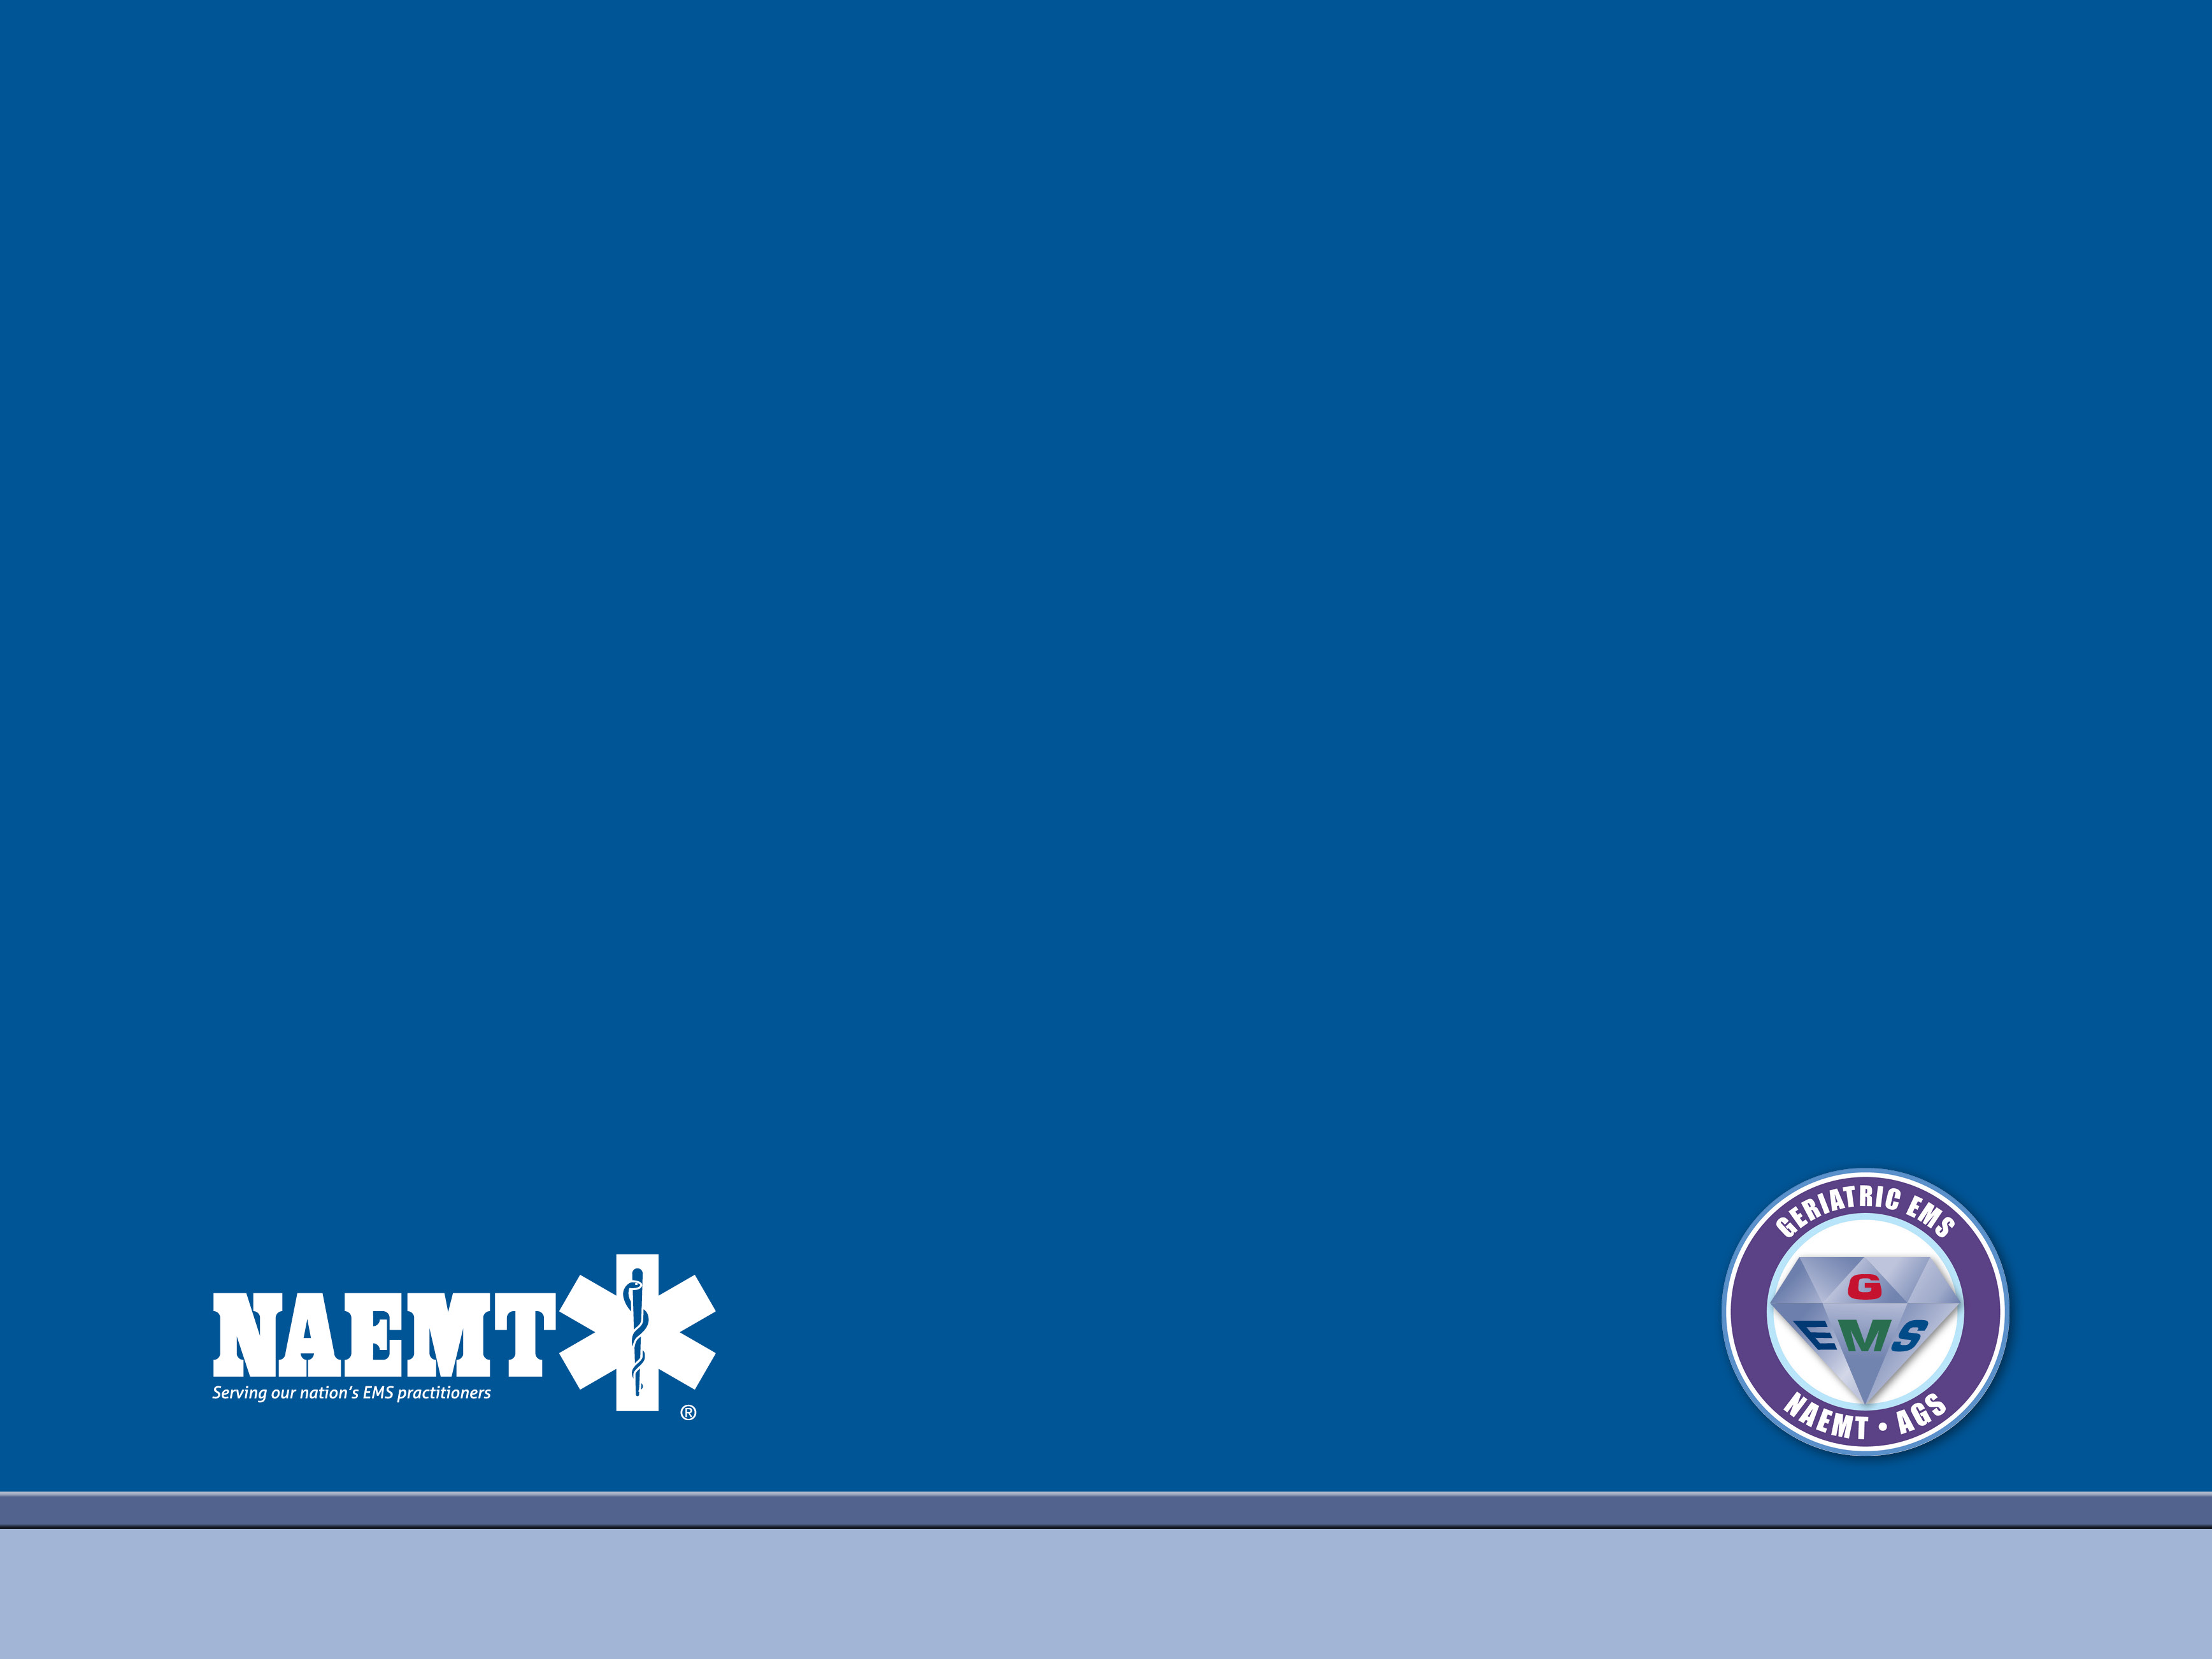 NAEMT
Serving our nation's EMS practitioners
®
GERIATRIC EMS
G
EMS
NAEMT • AGS